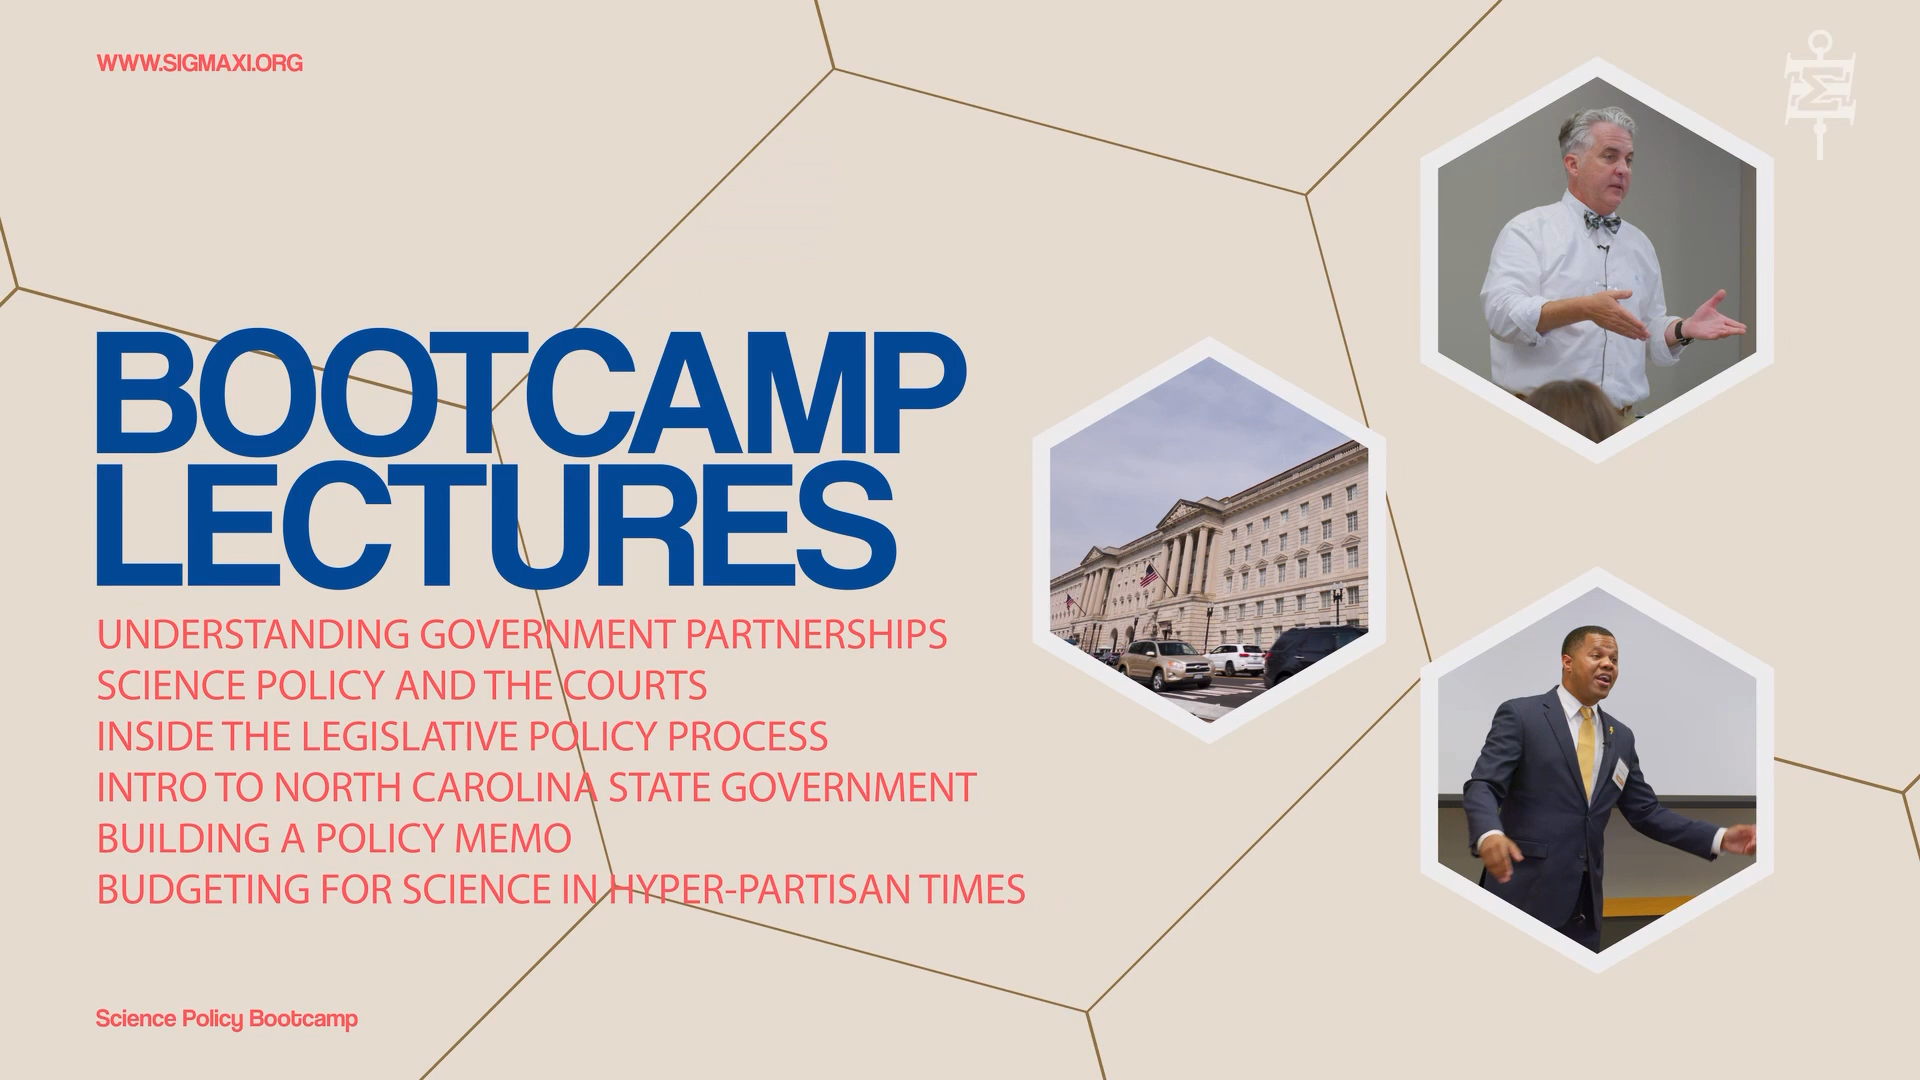 WWW.SIGMAXI.ORG
BOOTCAMP
LECTURES
UNDERSTANDING GOVERNMENT PARTNERSHIPS
SCIENCE POLICY AND THE COURTS
INSIDE THE LEGISLATIVE POLICY PROCESS
INTRO TO NORTH CAROLINA STATE GOVERNMENT
BUILDING A POLICY MEMO
BUDGETING FOR SCIENCE IN HYPER-PARTISAN TIMES
Science Policy Bootcamp